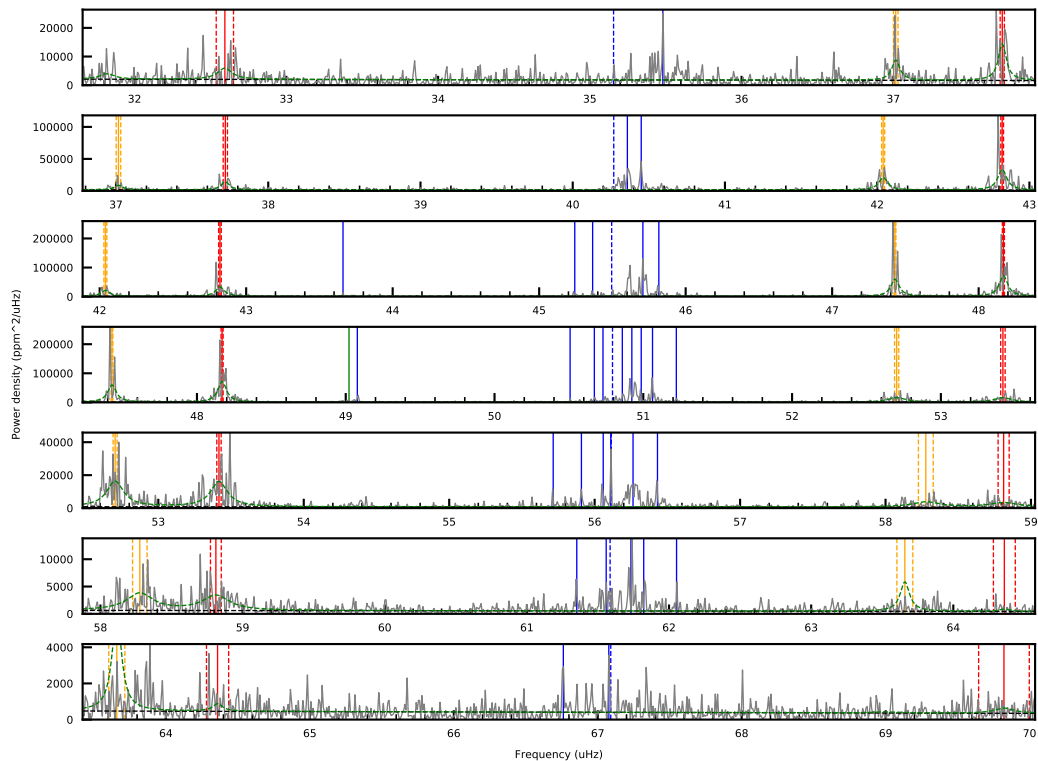 20000
10000
0
32 33 34 35 36 37
100000
50000
0
37 38 39 40 41 42 43
200000
100000
0
42 43 44 45 46 47 48
Power density (ppm^2/uHz)
200000
100000
0
48 49 50 51 52 53
40000
20000
0
53 54 55 56 57 58 59
10000
5000
0
58 59 60 61 62 63 64
4000
2000
0
64 65 66 67 68 69 70
Frequency (uHz)